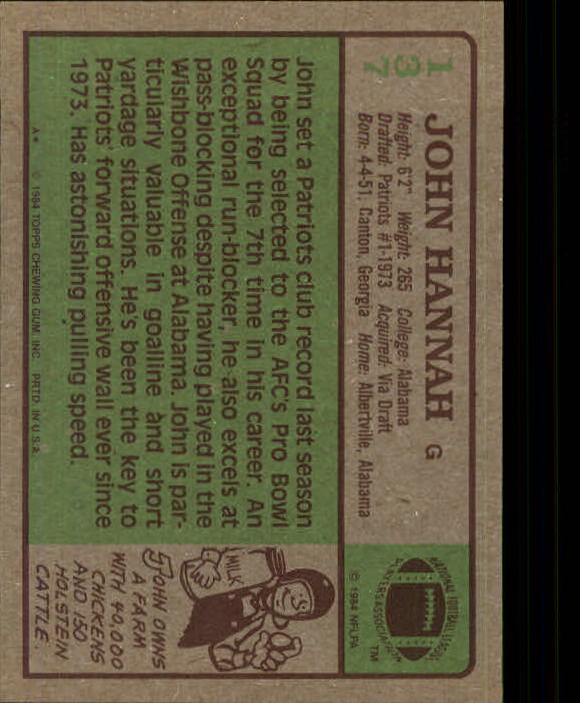 137
JOHN HANNAH G
Height: 6'2" Weight: 265 College: Alabama
Drafted: Patriots #1-1973 Acquired: Via Draft
Born: 4-4-51, Canton, Georgia Home: Albertville, Alabama
NATIONAL FOOTBALL LEAGUE
PLAYERS ASSOCIATION
TM
© 1984 NFLPA
John set a Patriots club record last season
by being selected to the AFC's Pro Bowl
Squad for the 7th time in his career. An
exceptional run-blocker, he also excels at
pass-blocking despite having played in the
Wishbone Offense at Alabama. John is par-
ticularly valuable in goalline and short
yardage situations. He's been the key to
Patriots' forward offensive wall ever since
1973. Has astonishing pulling speed.
MILK
JOHN OWNS
A FARM
WITH 40,000
CHICKENS
AND 150
HOLSTEIN
CATTLE.
A* © 1984 TOPPS CHEWING GUM, INC. PRTD. IN U.S.A.